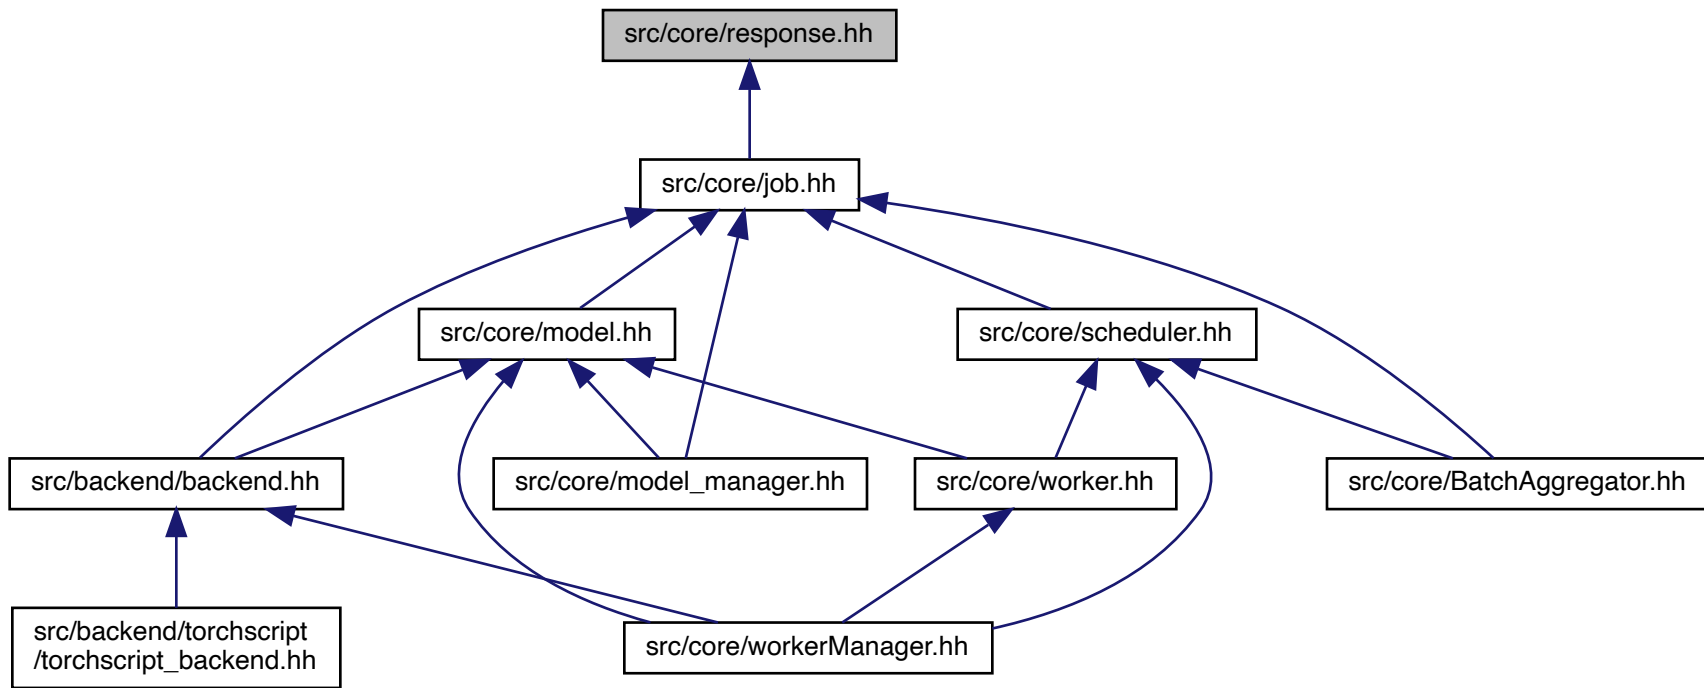 src/core/response.hh
src/core/job.hh
src/core/model.hh
src/core/scheduler.hh
src/backend/backend.hh
src/core/model_manager.hh
src/core/worker.hh
src/core/BatchAggregator.hh
src/backend/torchscript
/torchscript_backend.hh
src/core/workerManager.hh